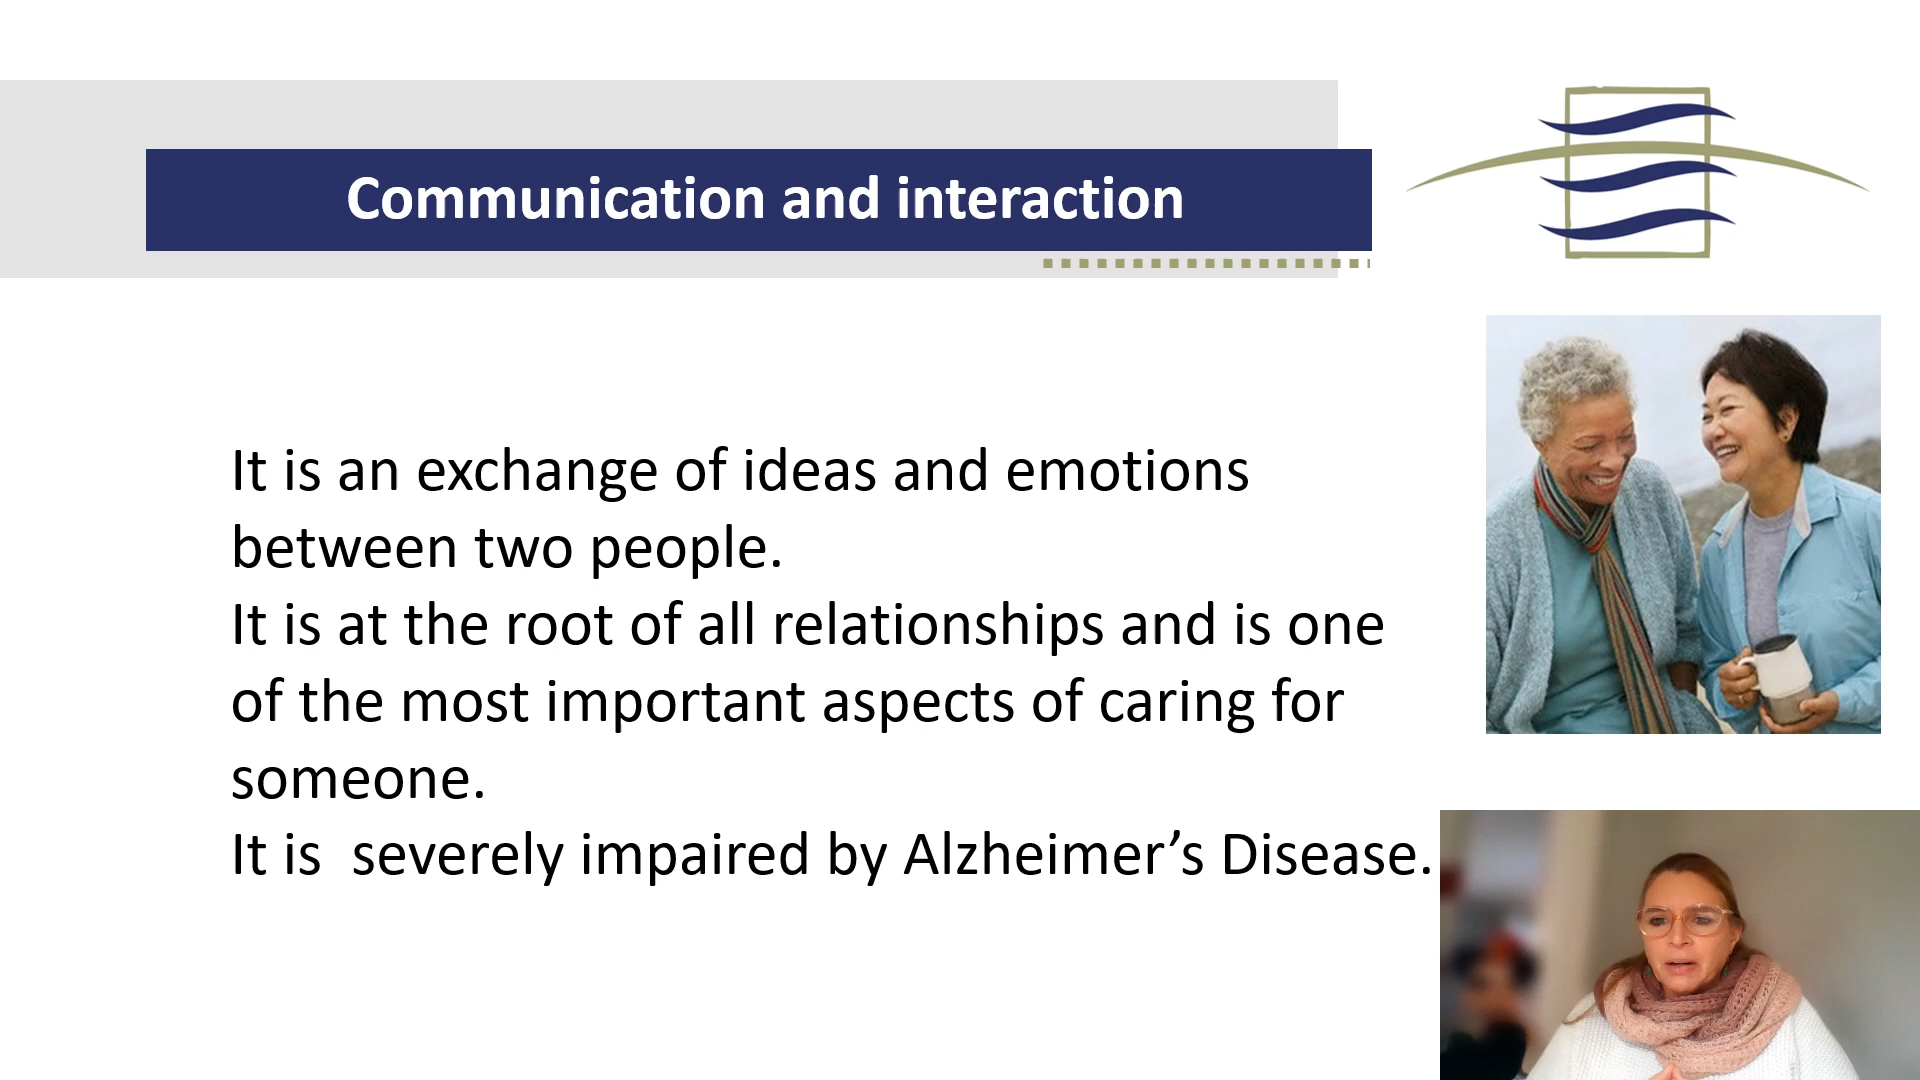 Communication and interaction
It is an exchange of ideas and emotions
between two people.
It is at the root of all relationships and is one
of the most important aspects of caring for
someone.
It is  severely impaired by Alzheimer’s Disease.